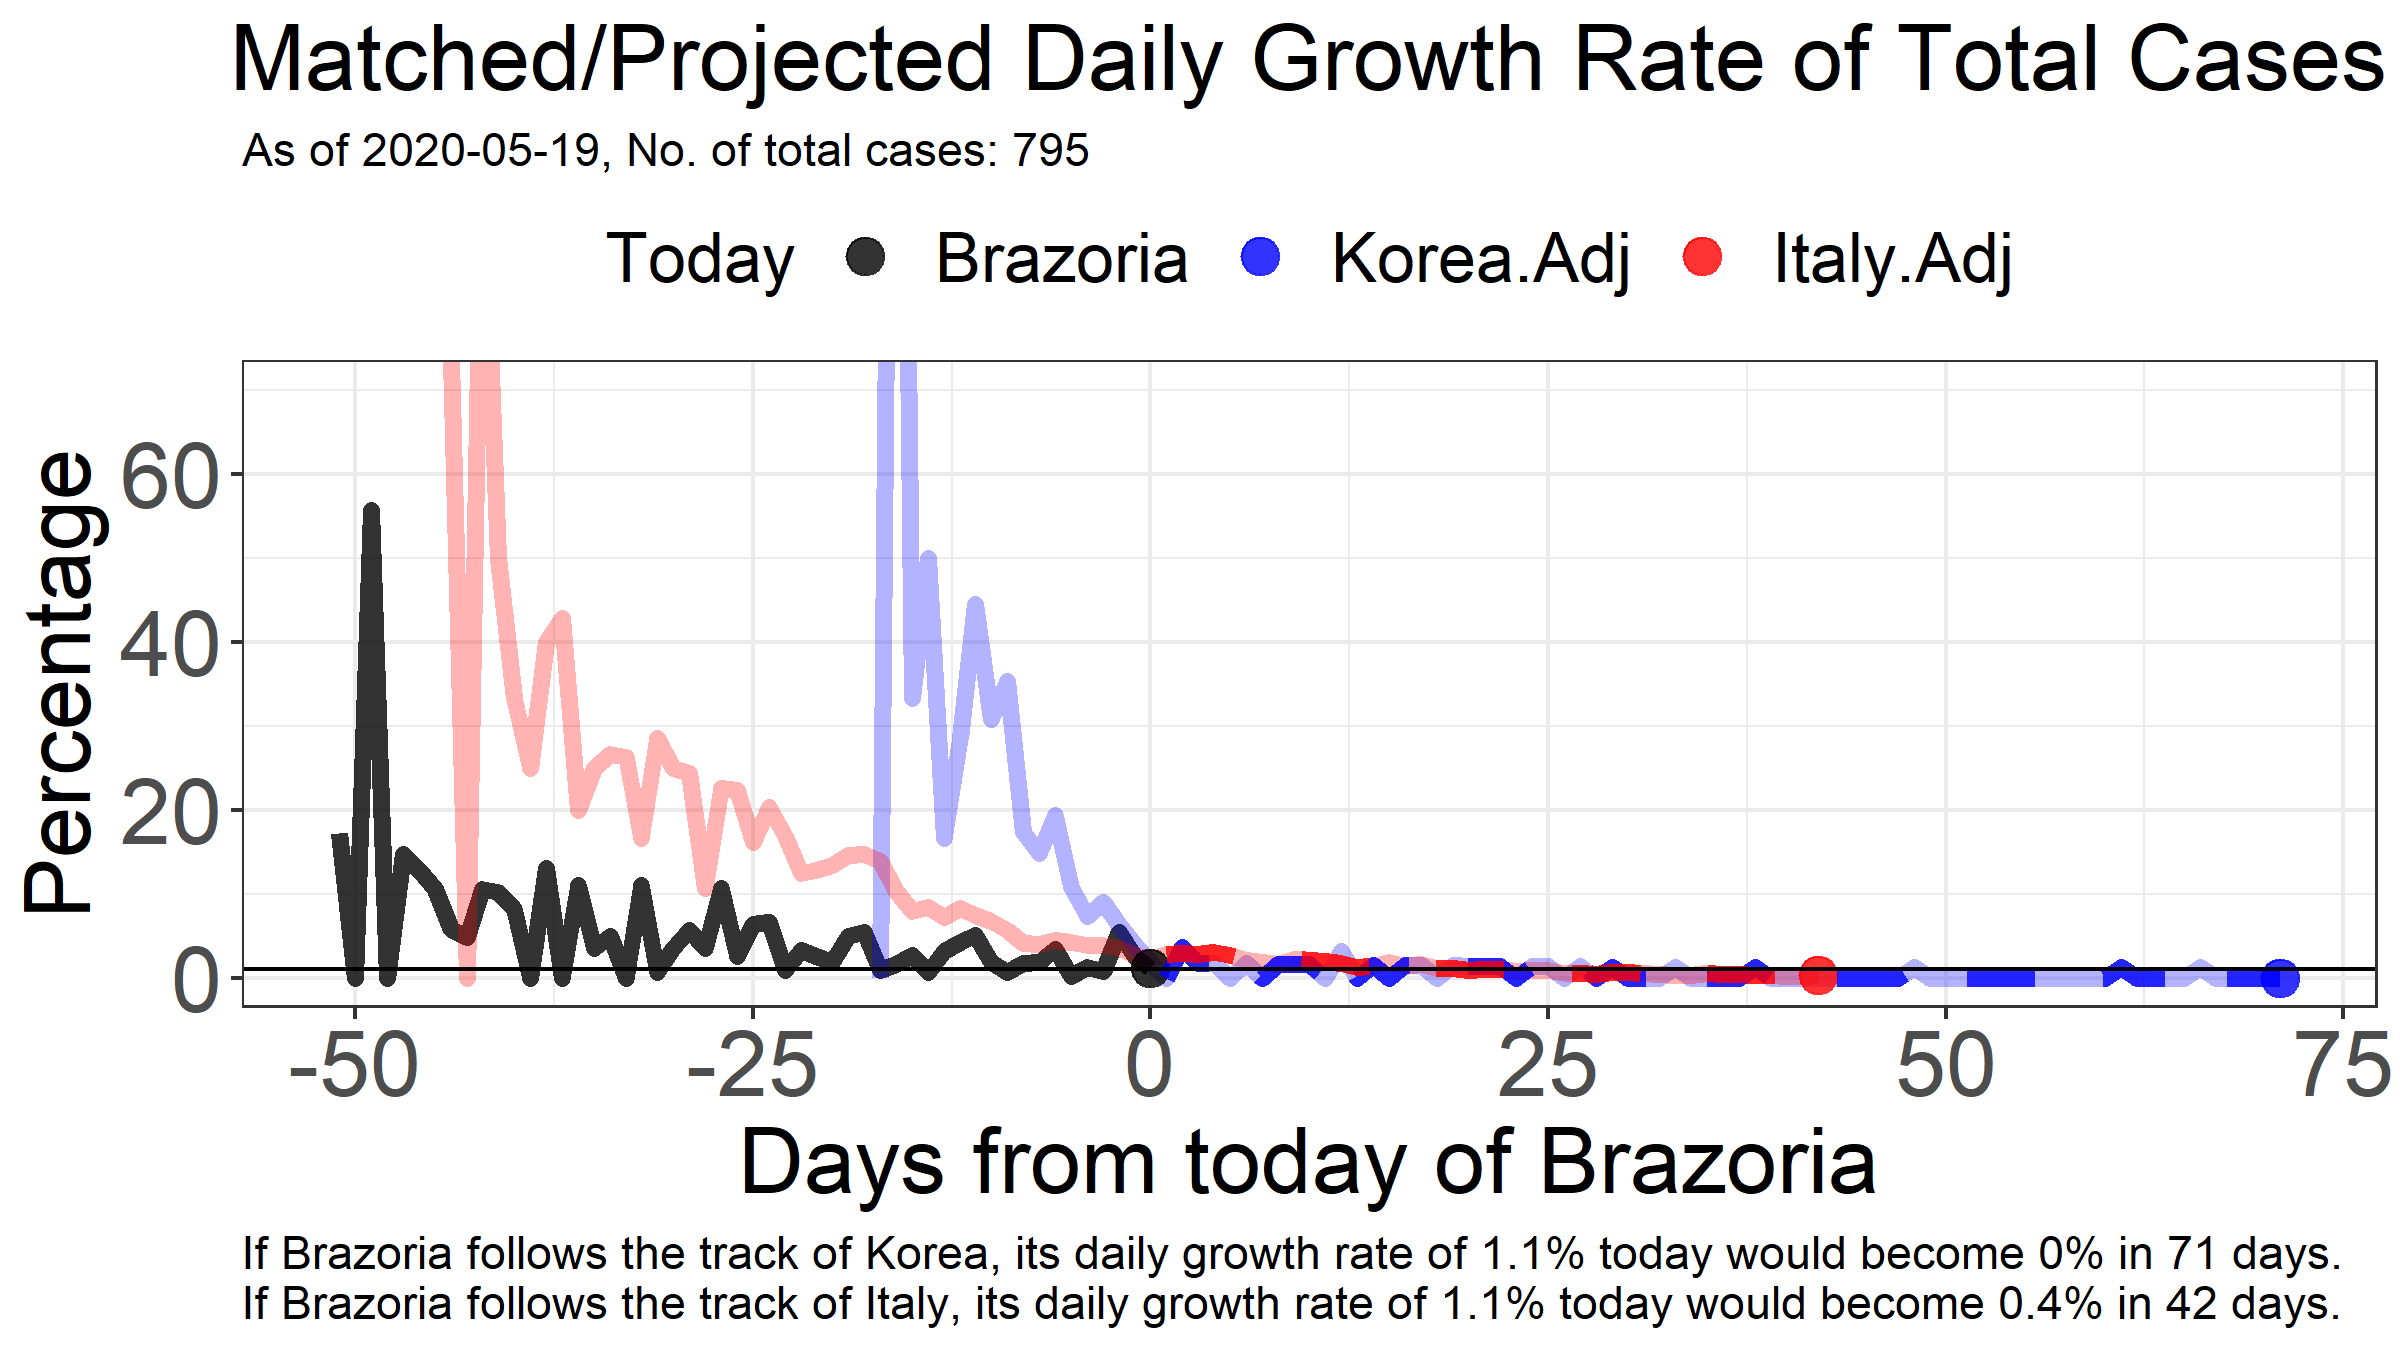 Matched/Projected Daily Growth Rate of Total Cases
As of 2020-05-19, No. of total cases: 795
Today Brazoria Korea.Adj Italy.Adj
Percentage
60
40
20
0
-50 -25 0 25 50 75
Days from today of Brazoria
If Brazoria follows the track of Korea, its daily growth rate of 1.1% today would become 0% in 71 days.
If Brazoria follows the track of Italy, its daily growth rate of 1.1% today would become 0.4% in 42 days.